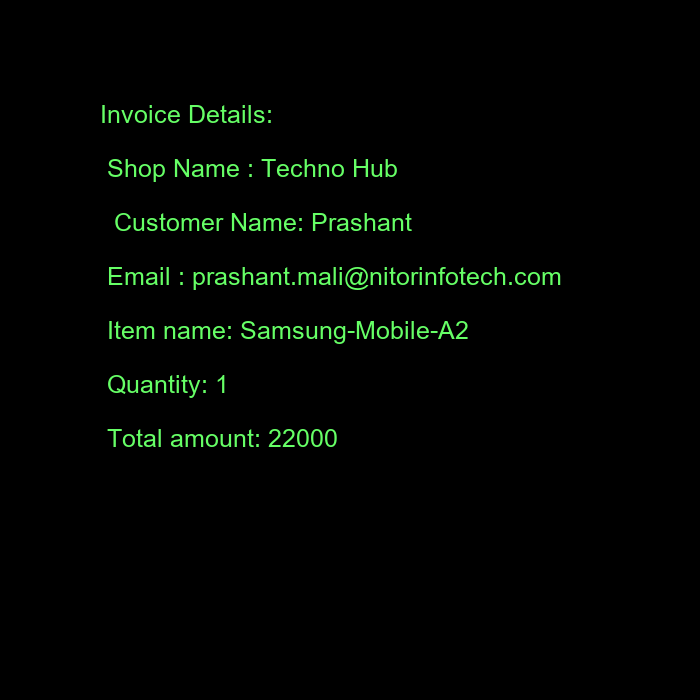 Invoice Details:
Shop Name : Techno Hub
Customer Name: Prashant
Email : prashant.mali@nitorinfotech.com
Item name: Samsung-Mobile-A2
Quantity: 1
Total amount: 22000